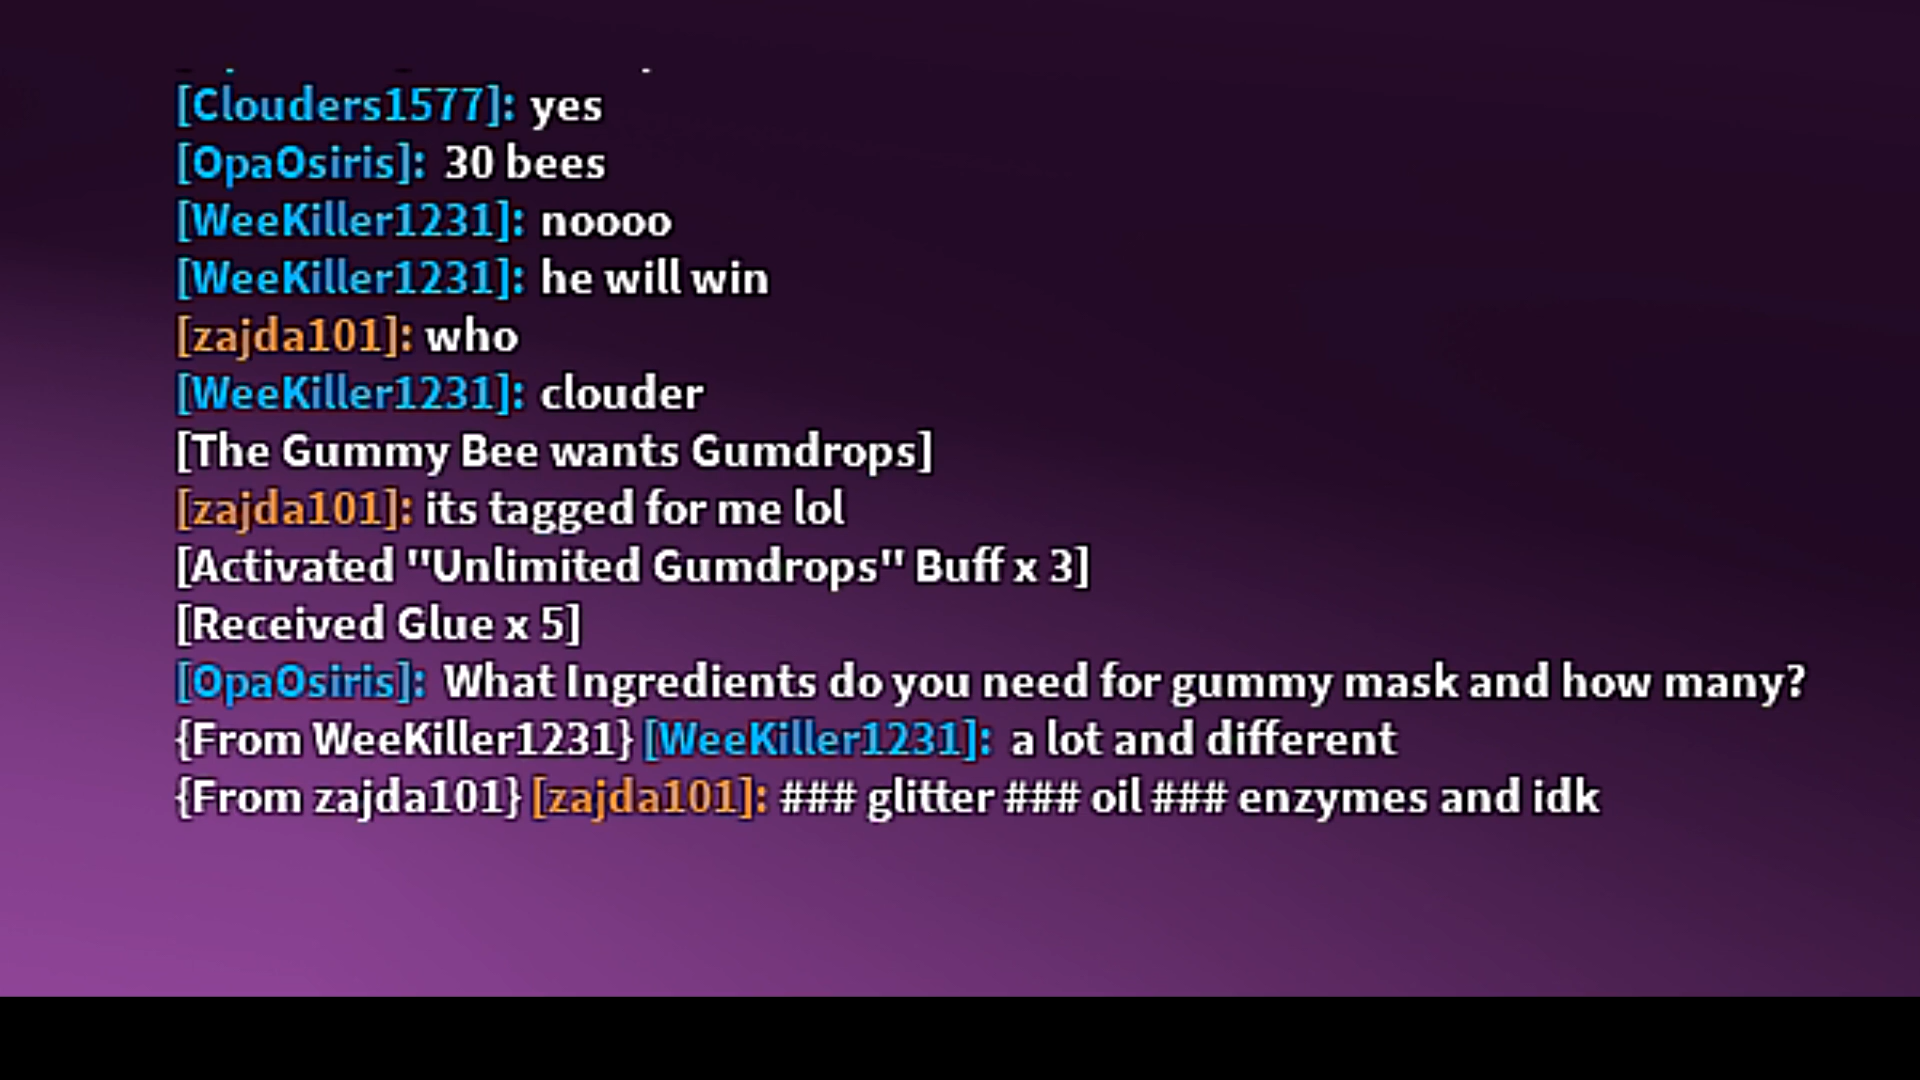 [Clouders1577]: yes
[OpaOsiris]: 30 bees
[WeeKiller1231]: noooo
[WeeKiller1231]: he will win
[zajda101]: who
[WeeKiller1231]: clouder
[The Gummy Bee wants Gumdrops]
[zajda101]: its tagged for me lol
[Activated "Unlimited Gumdrops" Buff x 3]
[Received Glue x 5]
[OpaOsiris]: What Ingredients do you need for gummy mask and how many?
{From WeeKiller1231} [WeeKiller1231]: a lot and different
{From zajda101} [zajda101]: ### glitter ### oil ### enzymes and idk